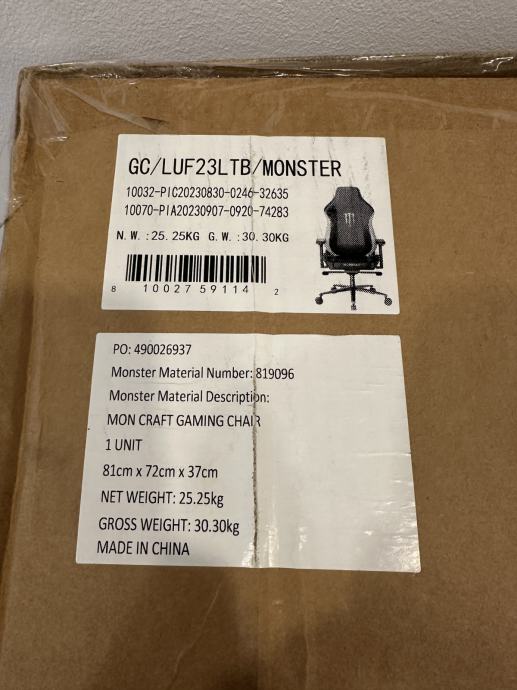 GC/LUF23LTB/MONSTER
10032-PIC20230830-0246-32635
10070-PIA20230907-0920-74283
N.W.:25.25KG G.W.:30.30KG
8 10027 59114 2
PO: 490026937
Monster Material Number: 819096
Monster Material Description:
MON CRAFT GAMING CHAIR
1 UNIT
81cm x 72cm x 37cm
NET WEIGHT: 25.25kg
GROSS WEIGHT: 30.30kg
MADE IN CHINA